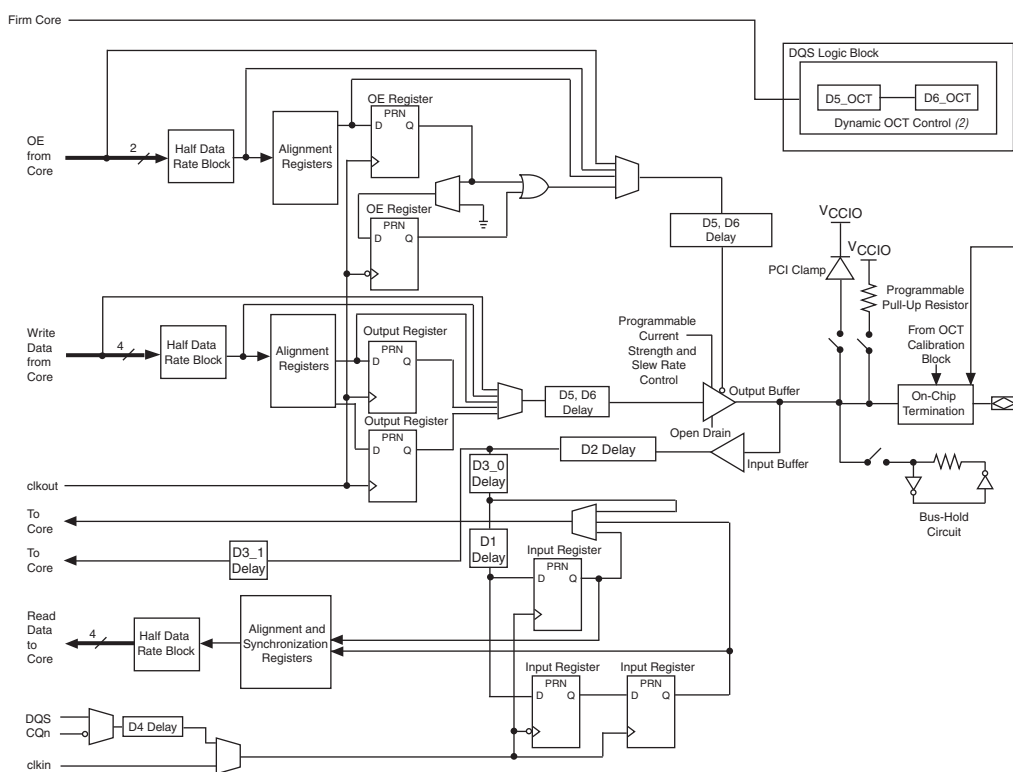 Firm Core
DQS Logic Block
D5_OCT
D6_OCT
Dynamic OCT Control (2)
OE
from
Core
2
Half Data
Rate Block
Alignment
Registers
OE Register
PRN
D Q
OE Register
PRN
D Q
D5, D6
Delay
VCCIO
VCCIO
PCI Clamp
Programmable
Pull-Up Resistor
From OCT
Calibration
Block
On-Chip
Termination
Write
Data
from
Core
4
Half Data
Rate Block
Alignment
Registers
Output Register
PRN
D Q
Output Register
PRN
D Q
D5, D6
Delay
Programmable
Current
Strength and
Slew Rate
Control
Output Buffer
Open Drain
Input Buffer
D2 Delay
Bus-Hold
Circuit
clkout
D3_0
Delay
To
Core
D1
Delay
To
Core
D3_1
Delay
Input Register
PRN
D Q
Read
Data
to
Core
4
Half Data
Rate Block
Alignment and
Synchronization
Registers
Input Register
PRN
D Q
Input Register
PRN
D Q
DQS
CQn
D4 Delay
clkin